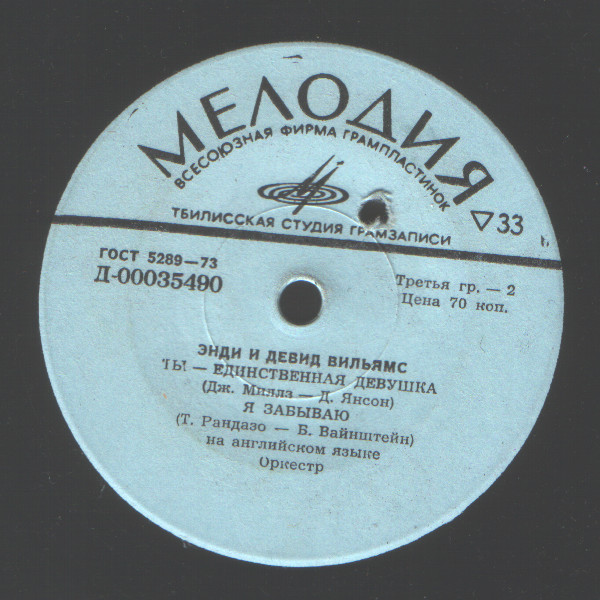 МЕЛОДИЯ
ВСЕСОЮЗНАЯ ФИРМА ГРАМПЛАСТИНОК
ТБИЛИССКАЯ СТУДИЯ ГРАМЗАПИСИ
▽33
ГОСТ 5289—73
Д-00035490
Третья гр. — 2
Цена 70 коп.
ЭНДИ И ДЕВИД ВИЛЬЯМС
ТЫ — ЕДИНСТВЕННАЯ ДЕВУШКА
(Дж. Миялз — Д. Янсон)
Я ЗАБЫВАЮ
(Т. Рандазо — Б. Вайнштейн)
на английском языке
Оркестр